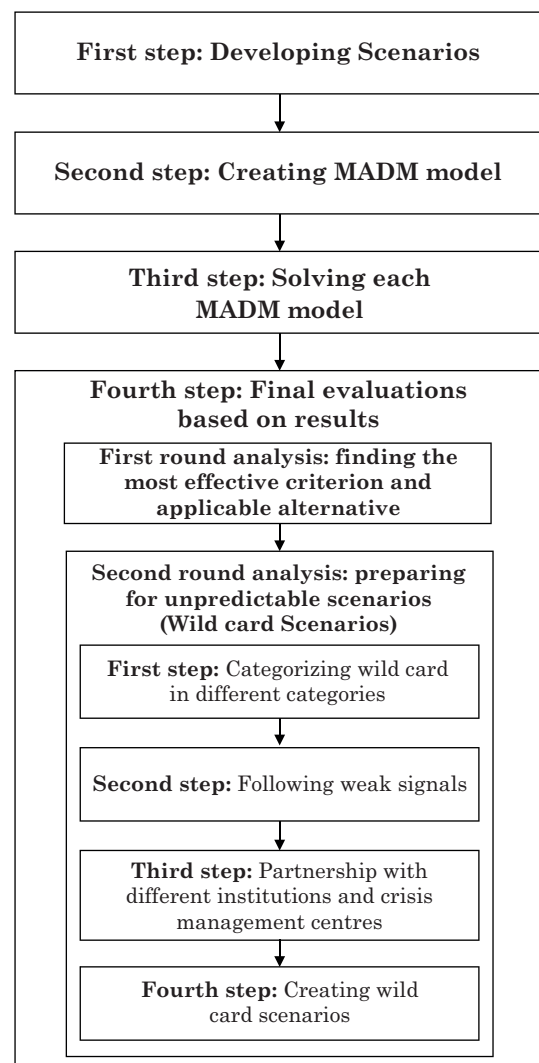 First step: Developing Scenarios
Second step: Creating MADM model
Third step: Solving each
MADM model
Fourth step: Final evaluations
based on results
First round analysis: finding the
most effective criterion and
applicable alternative
Second round analysis: preparing
for unpredictable scenarios
(Wild card Scenarios)
First step: Categorizing wild card
in different categories
Second step: Following weak signals
Third step: Partnership with
different institutions and crisis
management centres
Fourth step: Creating wild
card scenarios